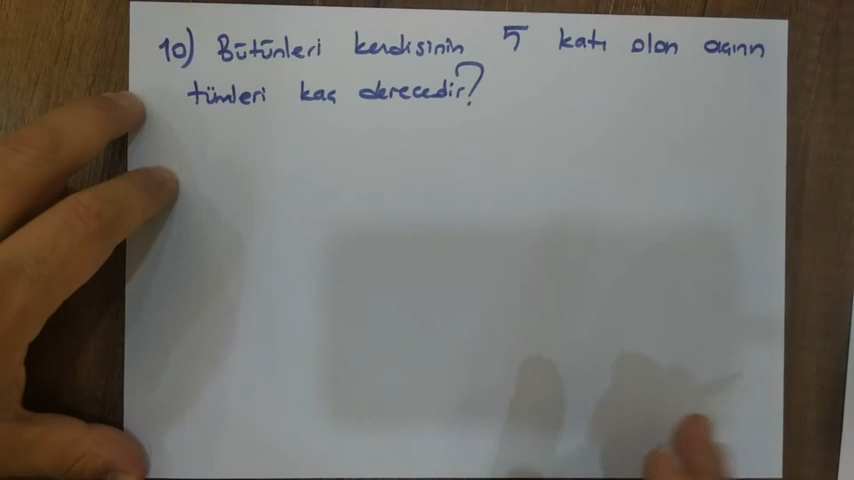 10) Bütünleri kendisinin 5 katı olan açının
tümleri kaç derecedir?